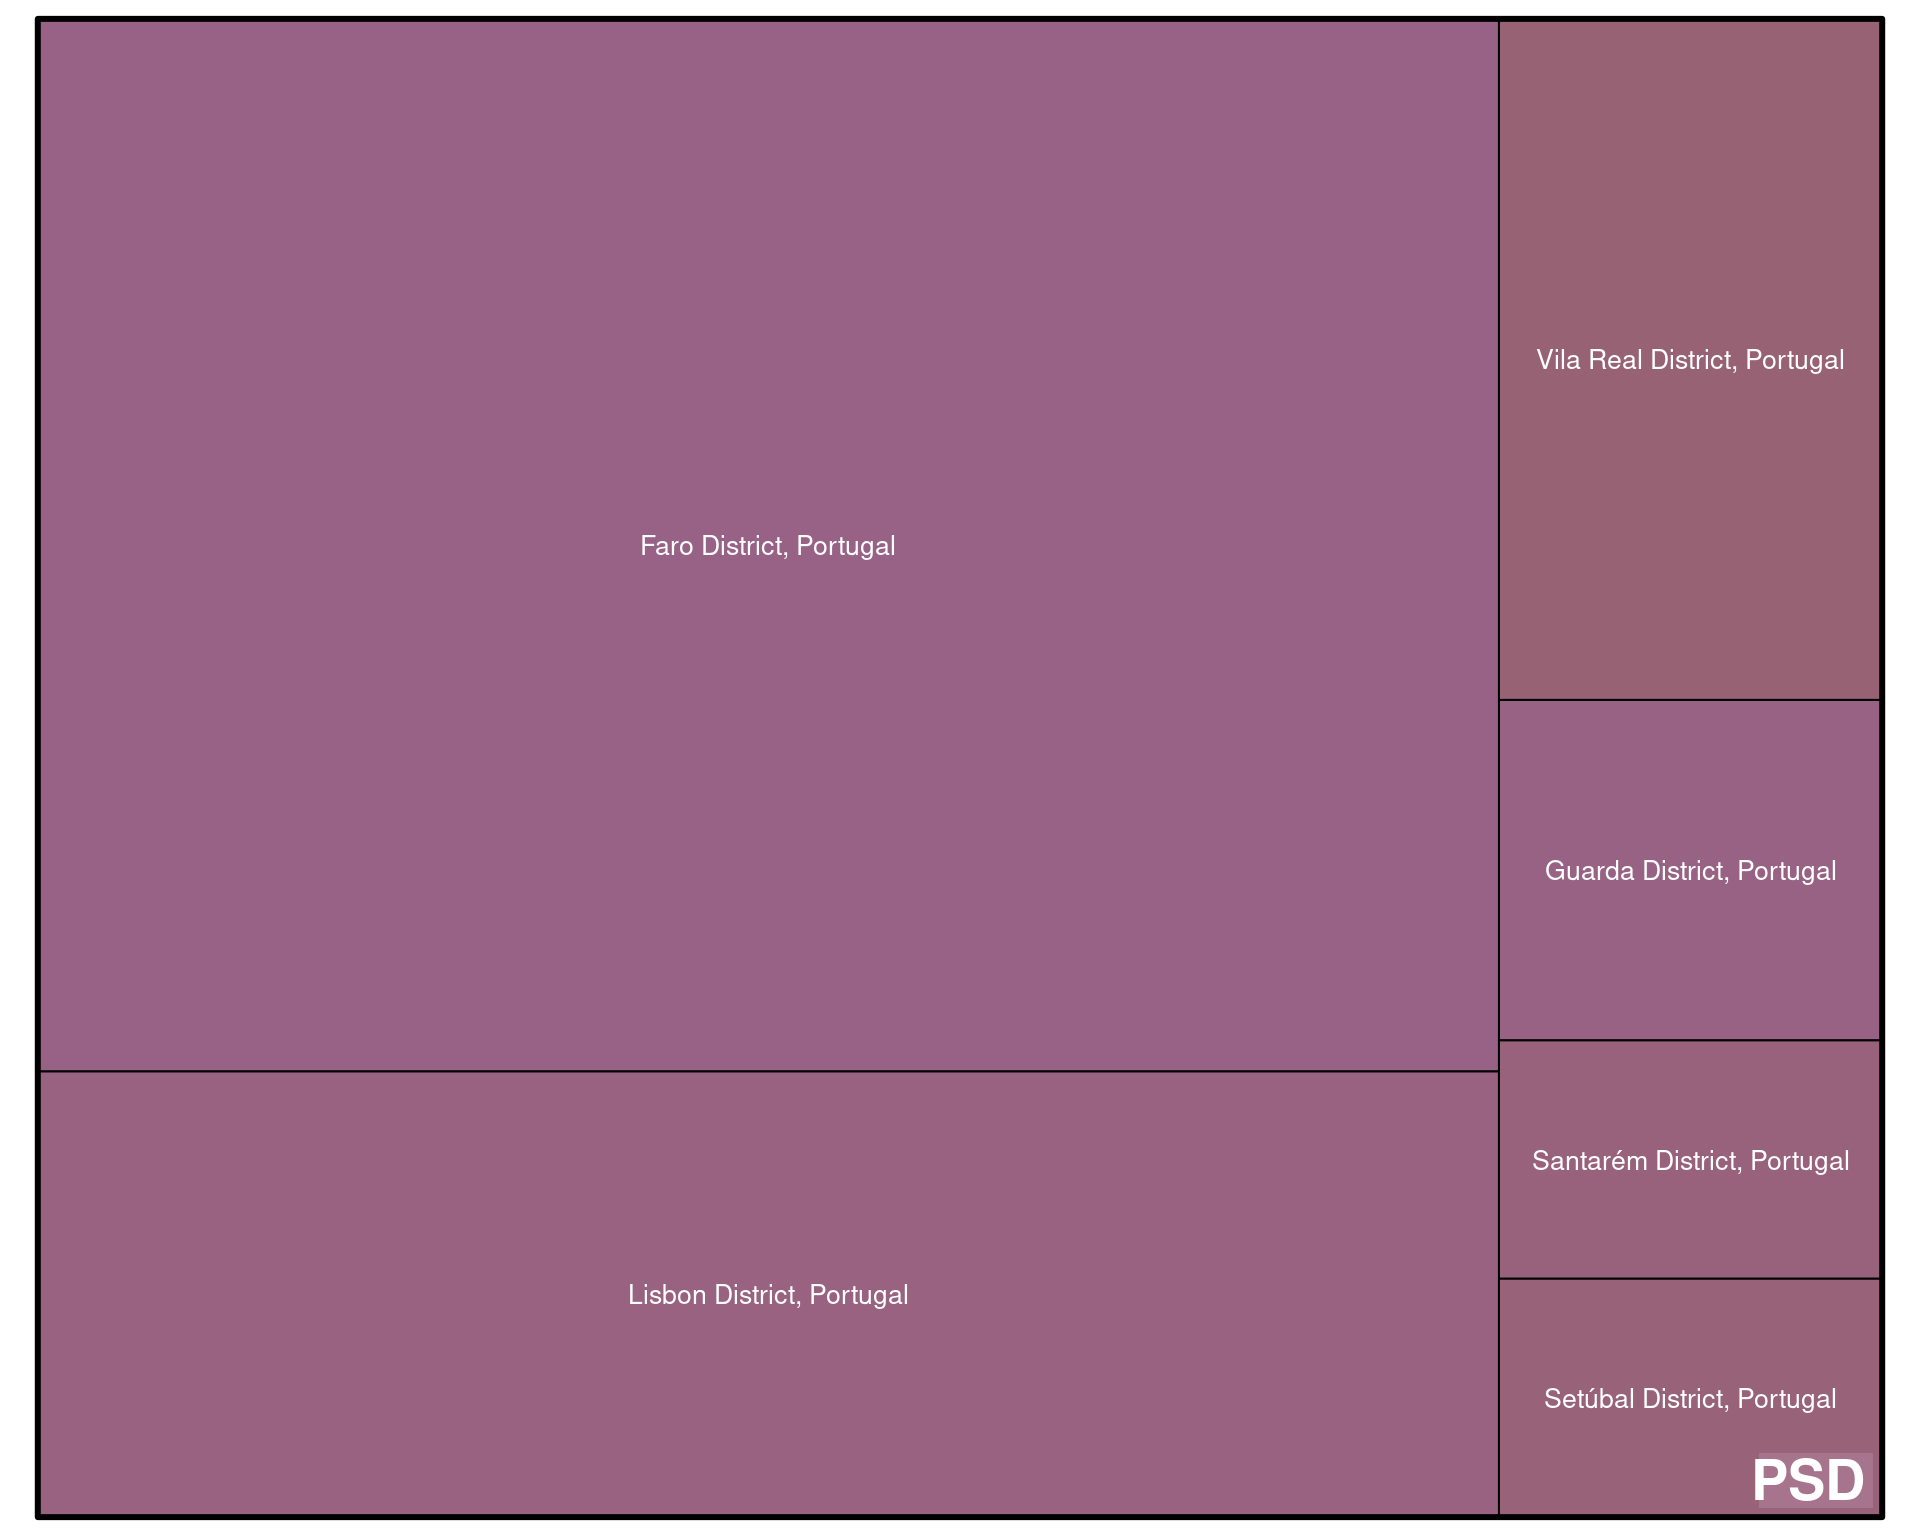 Faro District, Portugal
Lisbon District, Portugal
Vila Real District, Portugal
Guarda District, Portugal
Santarém District, Portugal
Setúbal District, Portugal
PSD